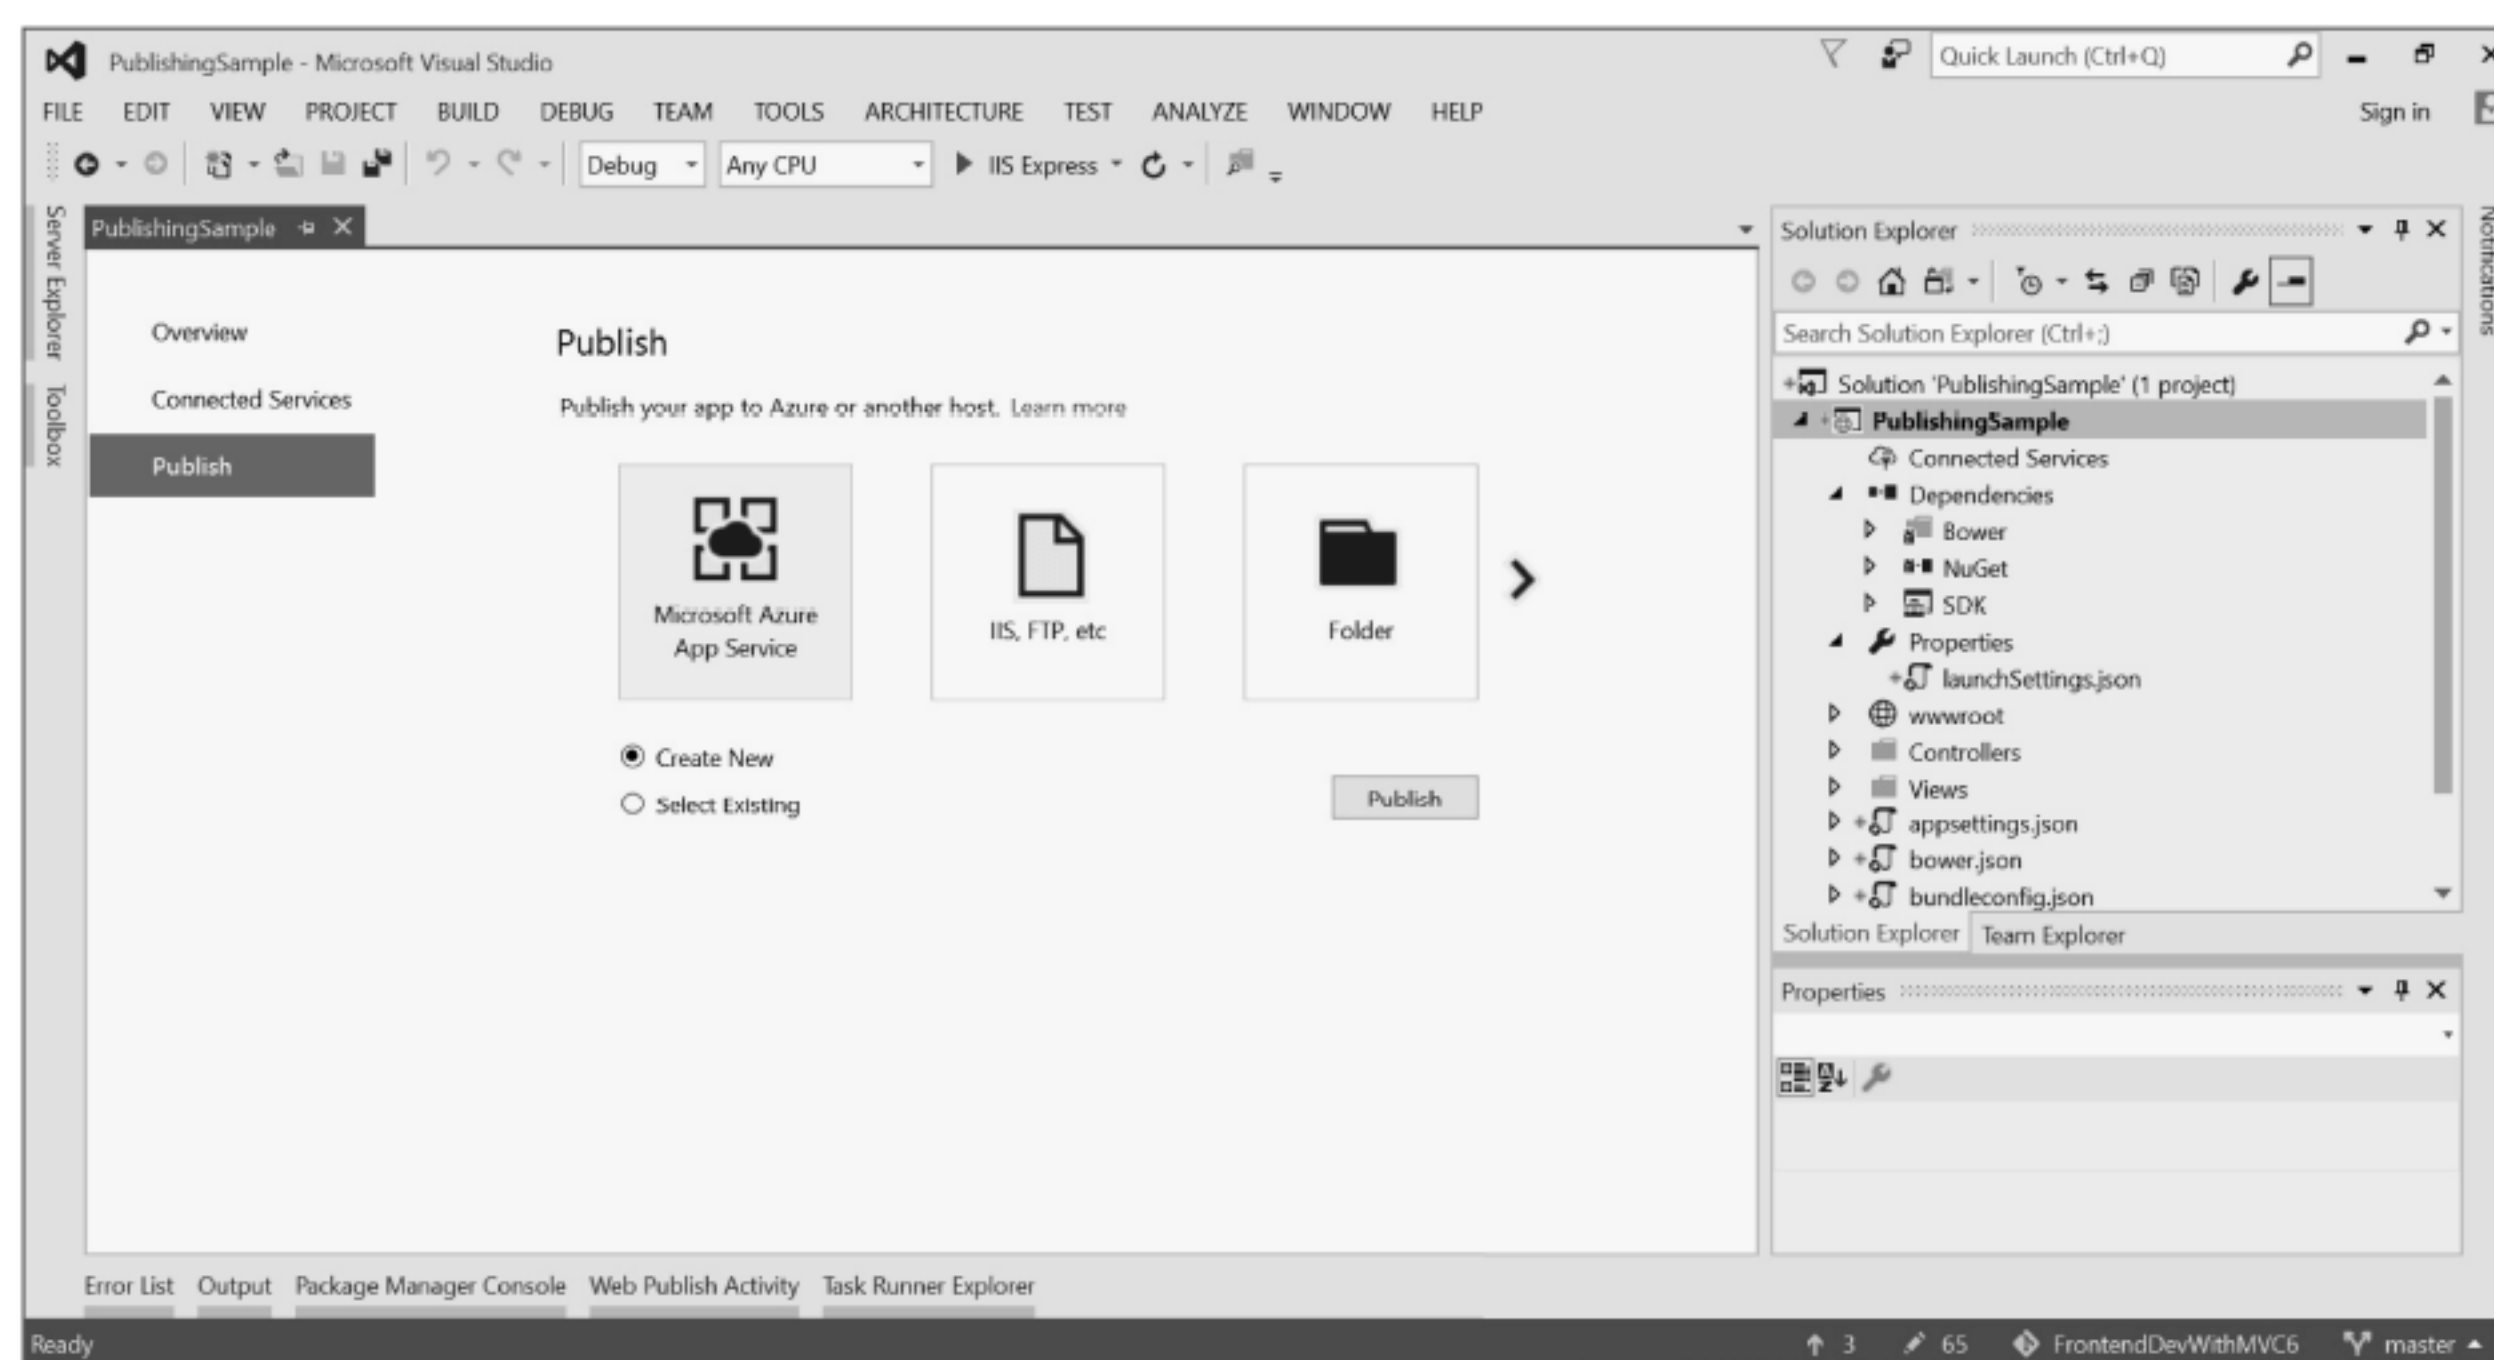 PublishingSample - Microsoft Visual Studio
Quick Launch (Ctrl+Q)
FILE EDIT VIEW PROJECT BUILD DEBUG TEAM TOOLS ARCHITECTURE TEST ANALYZE WINDOW HELP
Sign in
Debug Any CPU IIS Express
Server Explorer
Toolbox
PublishingSample
Overview
Connected Services
Publish
Publish
Publish your app to Azure or another host. Learn more
Microsoft Azure
App Service
IIS, FTP, etc
Folder
Create New
Select Existing
Publish
Solution Explorer
Search Solution Explorer (Ctrl+;)
Solution 'PublishingSample' (1 project)
PublishingSample
Connected Services
Dependencies
Bower
NuGet
SDK
Properties
launchSettings.json
wwwroot
Controllers
Views
appsettings.json
bower.json
bundleconfig.json
Solution Explorer Team Explorer
Properties
Notifications
Error List Output Package Manager Console Web Publish Activity Task Runner Explorer
Ready
3 65 FrontendDevWithMVC6 master